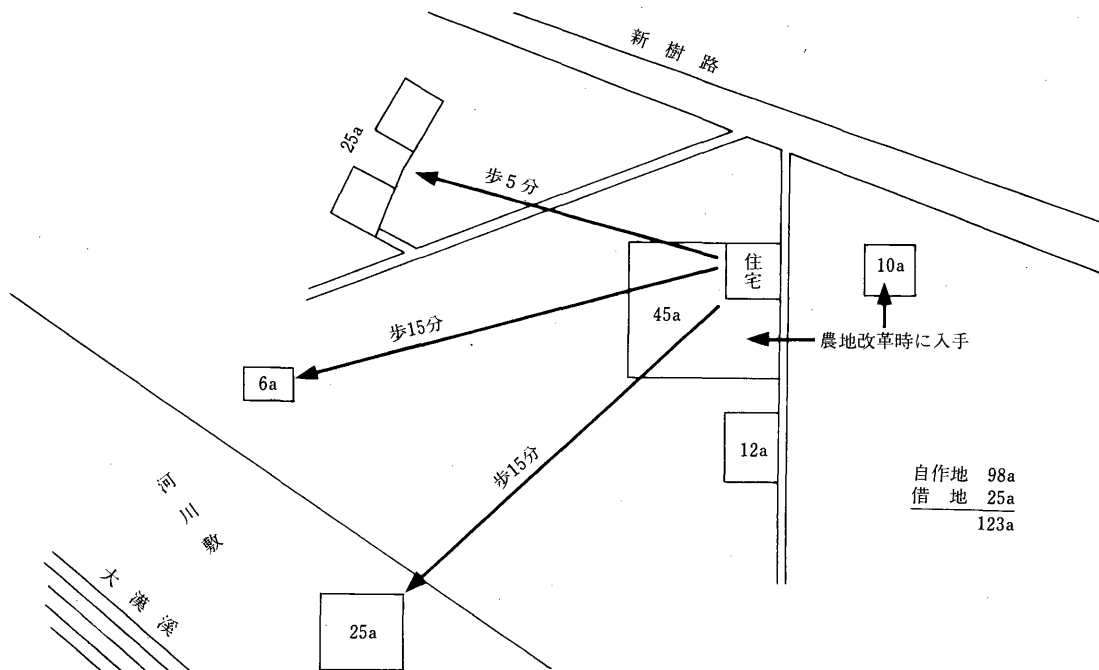 新樹路
25a
歩5分
住宅
10a
歩15分
45a
農地改革時に入手
6a
歩15分
12a
河川敷
自作地 98a
借地 25a
123a
大漢溪
25a